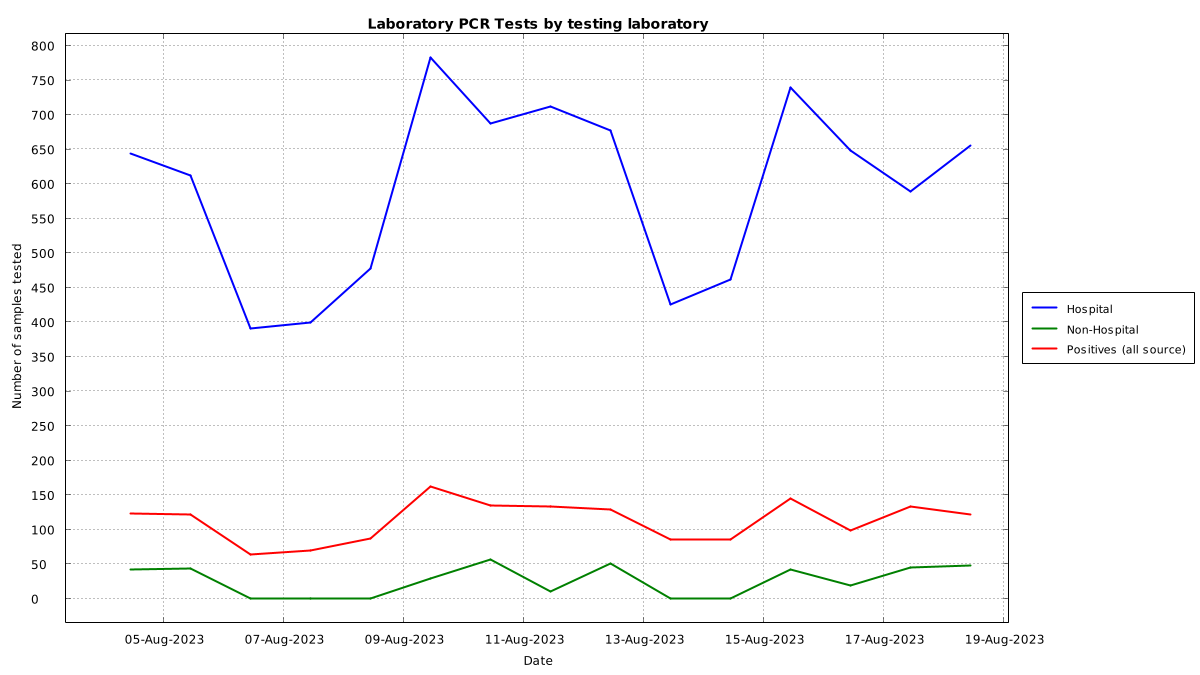 Laboratory PCR Tests by testing laboratory
800
750
700
650
600
550
500
450
400
350
300
250
200
150
100
50
0
Number of samples tested
05-Aug-2023 07-Aug-2023 09-Aug-2023 11-Aug-2023 13-Aug-2023 15-Aug-2023 17-Aug-2023 19-Aug-2023
Date
Hospital
Non-Hospital
Positives (all source)